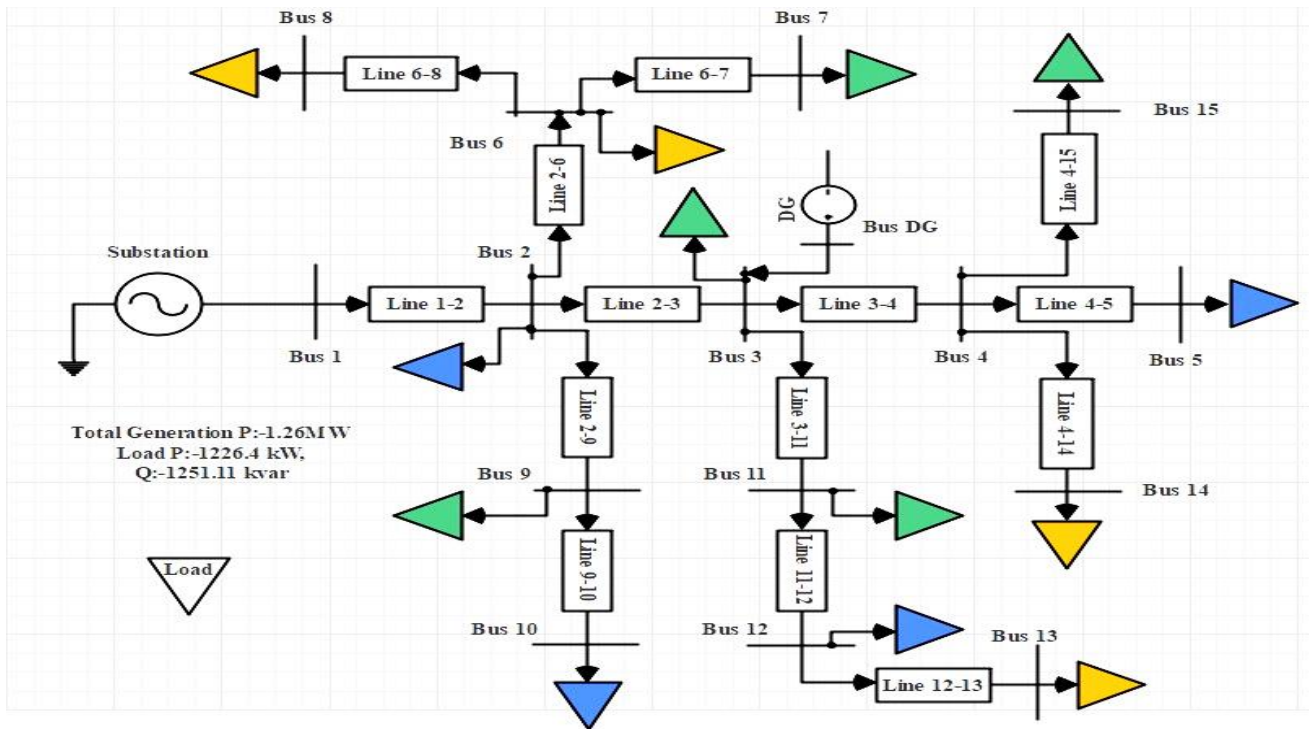 Bus 8
Bus 7
Line 6-8
Line 6-7
Bus 6
Bus 15
Line 2-6
Line 4-15
DG
Bus DG
Substation
Bus 2
Line 1-2
Line 2-3
Line 3-4
Line 4-5
Bus 1
Bus 3
Bus 4
Bus 5
Line 2-9
Line 3-11
Line 4-14
Total Generation P:-1.26MW
Load P:-1226.4 kW,
Q:-1251.11 kvar
Bus 9
Bus 11
Bus 14
Line 9-10
Line 11-12
Load
Bus 10
Bus 12
Bus 13
Line 12-13